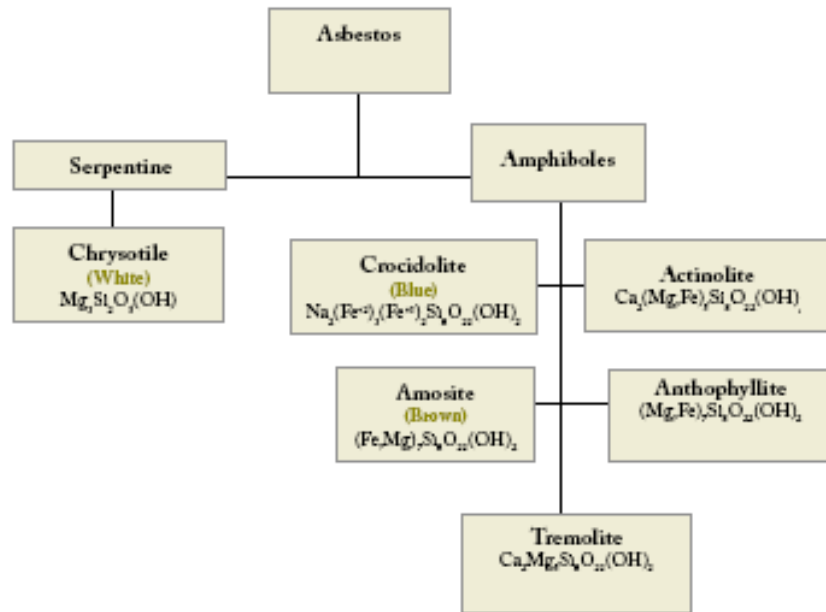 Asbestos
Serpentine
Amphiboles
Chrysotile
(White)
Mg₃Si₂O₅(OH)
Crocidolite
(Blue)
Na₂(Fe⁺²)₃(Fe⁺³)₂Si₈O₂₂(OH)₂
Actinolite
Ca₂(Mg,Fe)₅Si₈O₂₂(OH)
Amosite
(Brown)
(Fe,Mg)₇Si₈O₂₂(OH)₂
Anthophyllite
(Mg,Fe)₇Si₈O₂₂(OH)₂
Tremolite
Ca₂Mg₅Si₈O₂₂(OH)₂